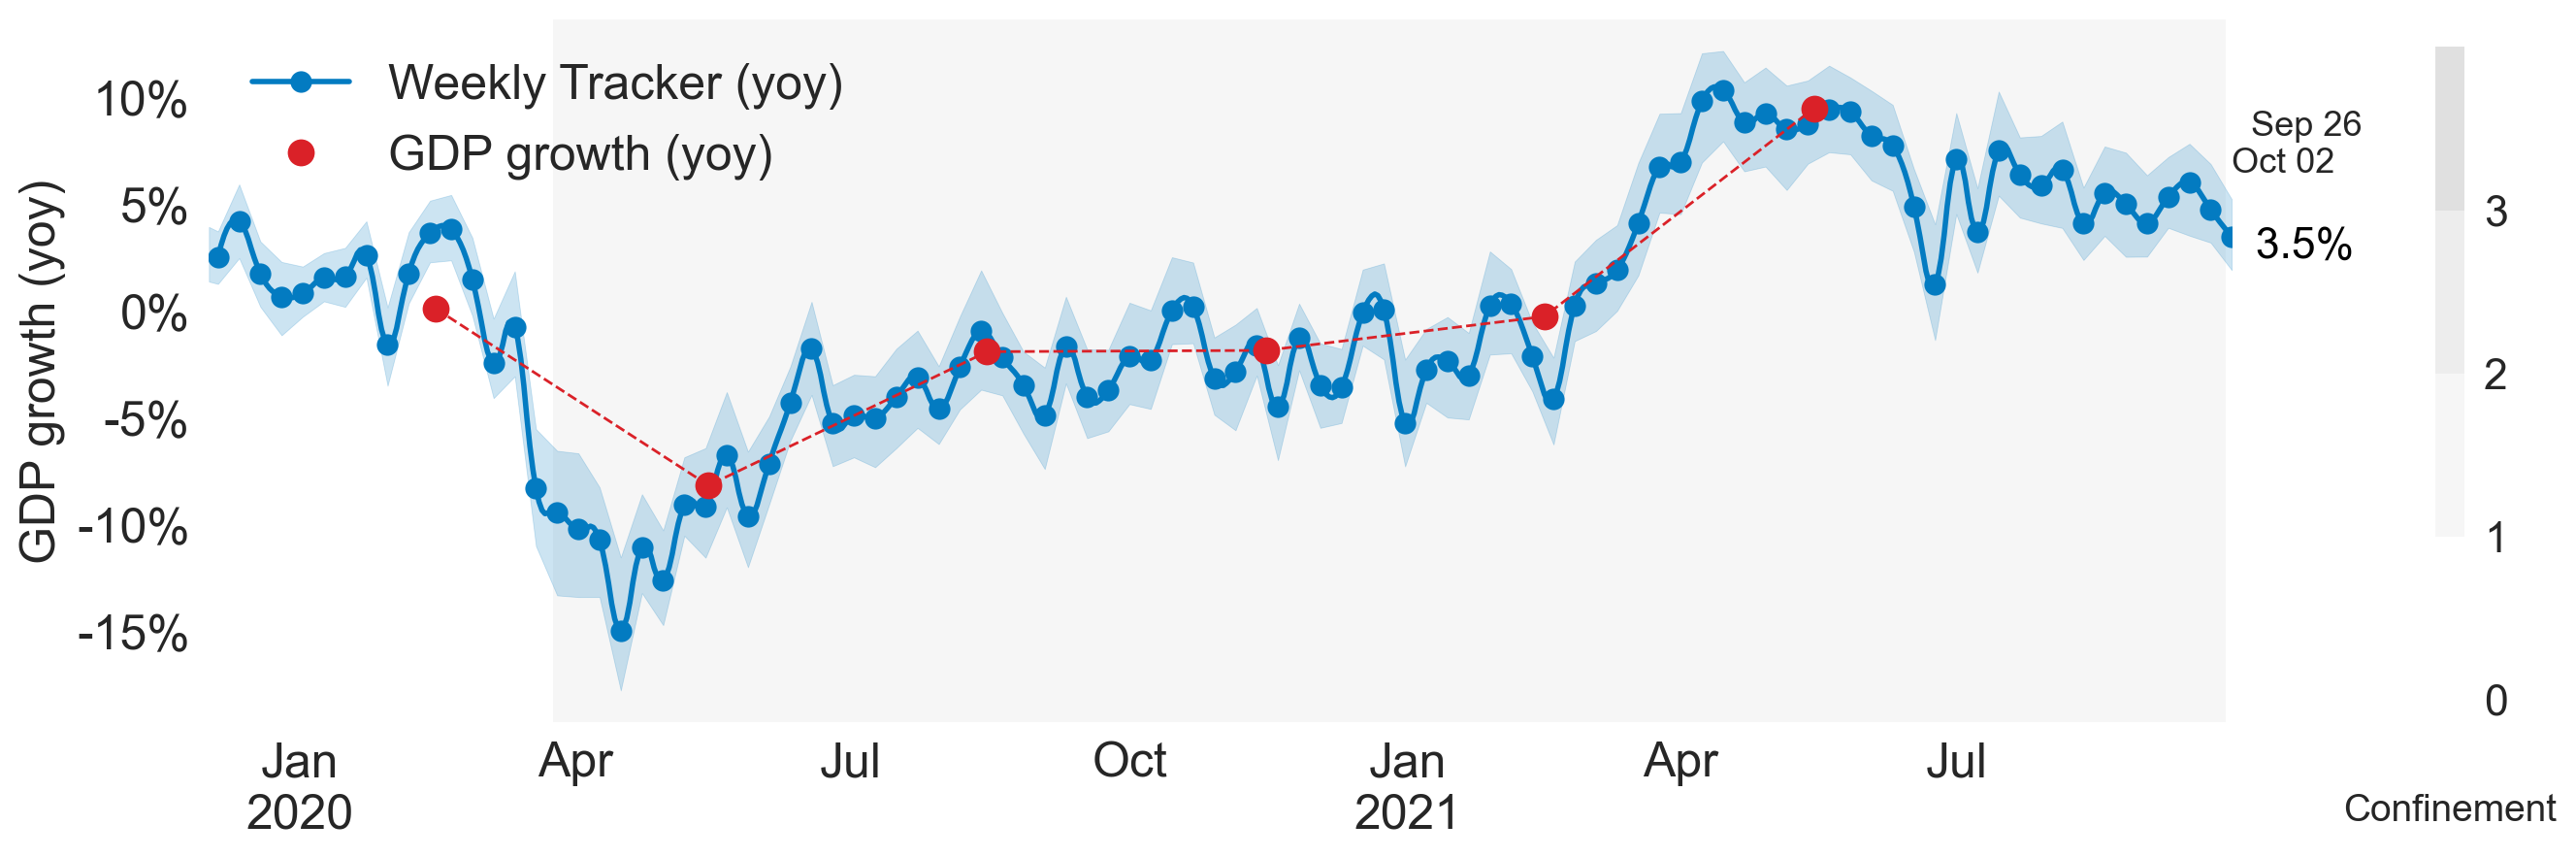 Weekly Tracker (yoy)
GDP growth (yoy)
GDP growth (yoy)
10%
5%
0%
-5%
-10%
-15%
Jan
2020
Apr
Jul
Oct
Jan
2021
Apr
Jul
Sep 26
Oct 02
3.5%
3
2
1
0
Confinement